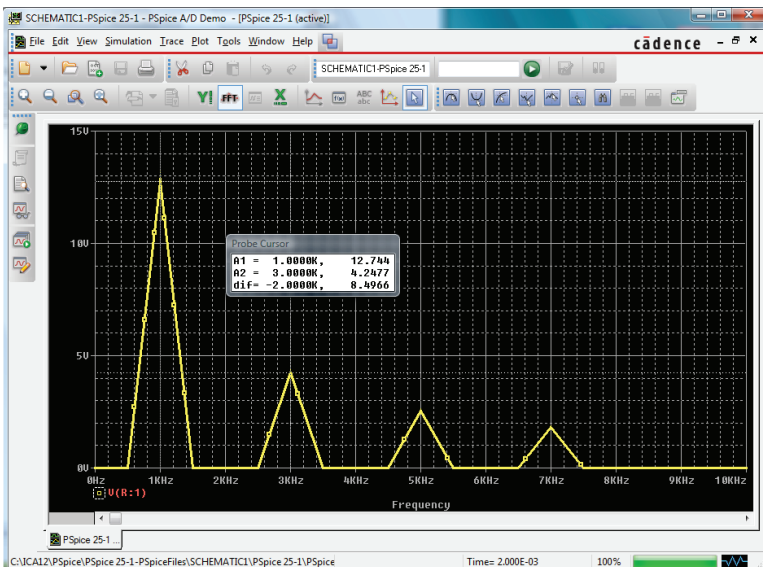 SCHEMATIC1-PSpice 25-1 - PSpice A/D Demo - [PSpice 25-1 (active)]
File Edit View Simulation Trace Plot Tools Window Help
cādence
SCHEMATIC1-PSpice 25-1
FFT
ABC
abc
15V
10V
5V
0V
Probe Cursor
A1 = 1.0000K, 12.744
A2 = 3.0000K, 4.2477
dif= -2.0000K, 8.4966
0Hz 1KHz 2KHz 3KHz 4KHz 5KHz 6KHz 7KHz 8KHz 9KHz 10KHz
V(R:1)
Frequency
PSpice 25-1 ...
C:\ICA12\PSpice\PSpice 25-1-PSpiceFiles\SCHEMATIC1\PSpice 25-1\PSpice Time= 2.000E-03 100%